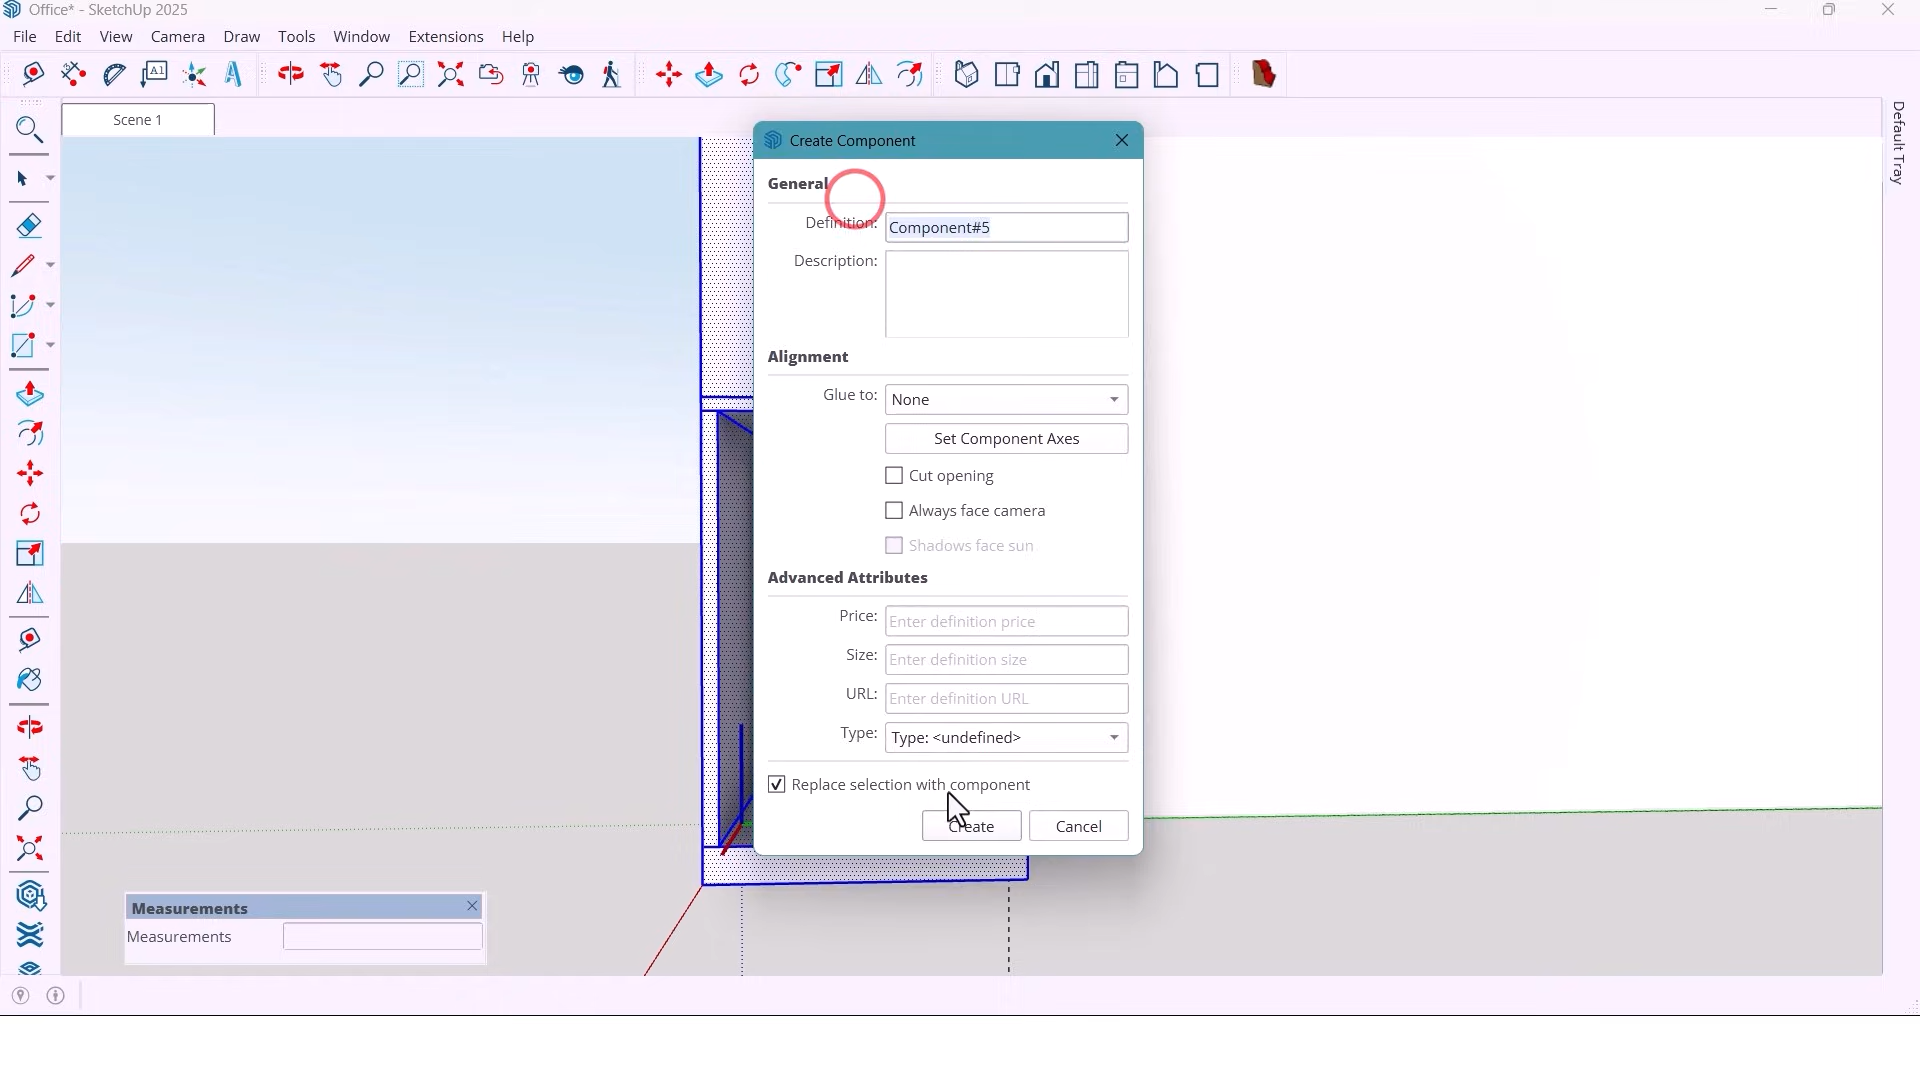 Office* - SketchUp 2025
File Edit View Camera Draw Tools Window Extensions Help
A1
Scene 1
Default Tray
Create Component
General
Definition: Component#5
Description:
Alignment
Glue to: None
Set Component Axes
Cut opening
Always face camera
Shadows face sun
Advanced Attributes
Price: Enter definition price
Size: Enter definition size
URL: Enter definition URL
Type: Type: <undefined>
Replace selection with component
Create Cancel
Measurements
Measurements